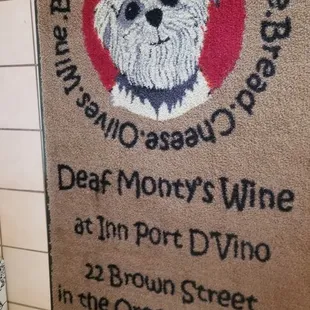 Olives.Wine.B
e.Bread.Cheese.
Deaf Monty's Wine
at Inn Port D'Vino
22 Brown Street
in the